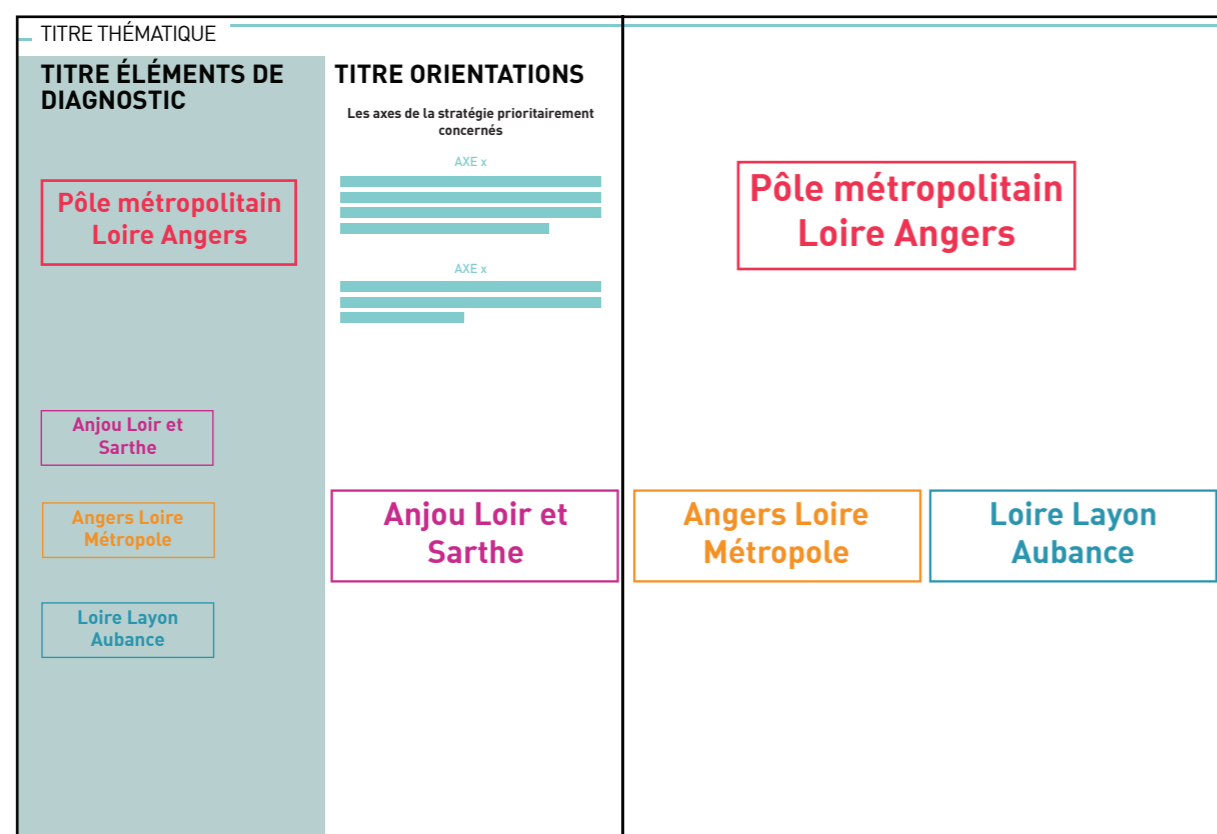 TITRE THÉMATIQUE
TITRE ÉLÉMENTS DE
DIAGNOSTIC
Pôle métropolitain
Loire Angers
Anjou Loir et
Sarthe
Angers Loire
Métropole
Loire Layon
Aubance
TITRE ORIENTATIONS
Les axes de la stratégie prioritairement
concernés
AXE x
AXE x
Pôle métropolitain
Loire Angers
Anjou Loir et
Sarthe
Angers Loire
Métropole
Loire Layon
Aubance